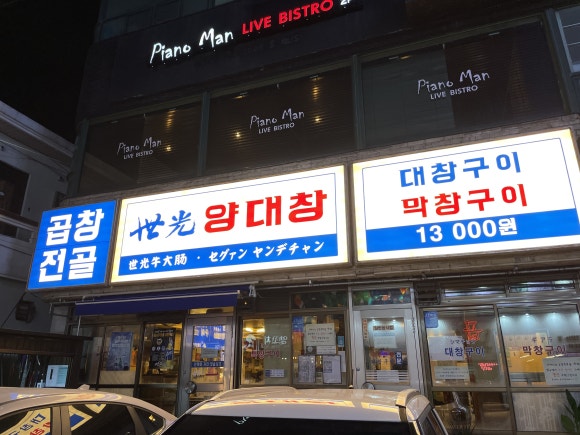 Piano Man LIVE BISTRO
Piano Man
LIVE BISTRO
Piano Man
LIVE BISTRO
Piano Man
LIVE BISTRO
곱창
전골
世光 양대창
世光牛大腸 · セグァン ヤンデチャン
대창구이
막창구이
13 000원
대창구이
막창구이